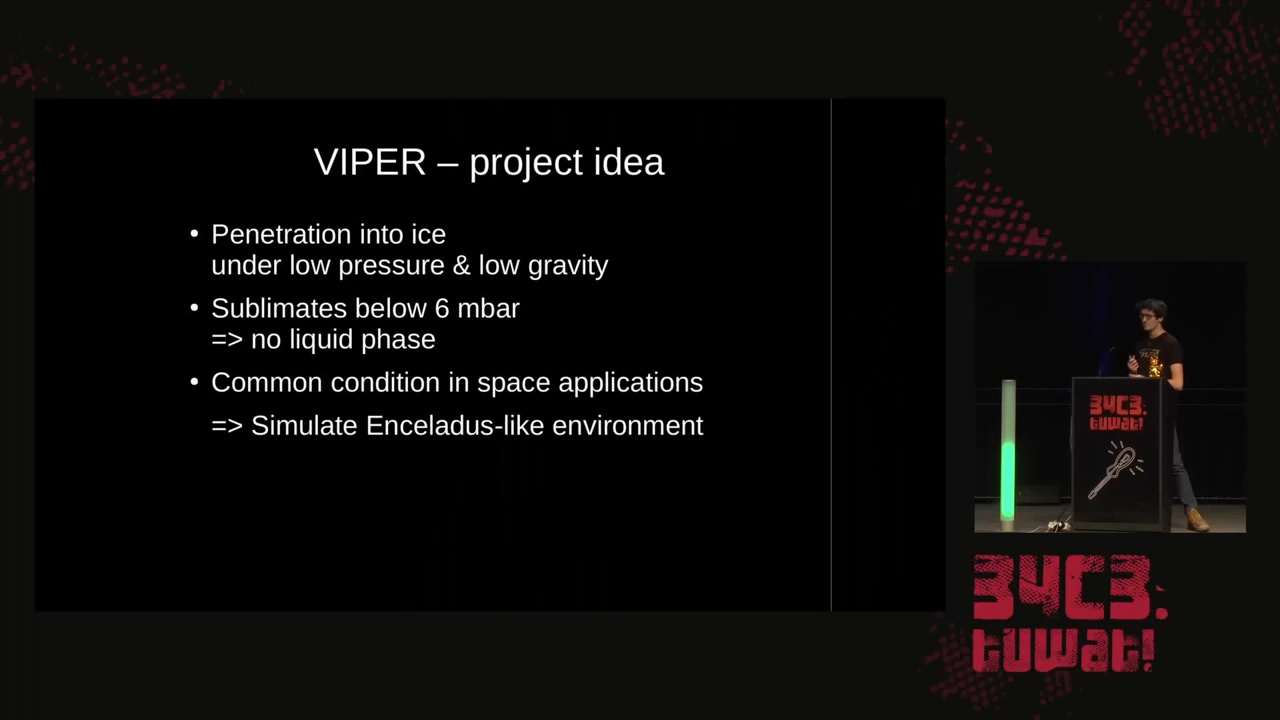 VIPER – project idea
• Penetration into ice
under low pressure & low gravity
• Sublimates below 6 mbar
=> no liquid phase
• Common condition in space applications
=> Simulate Enceladus-like environment
34C3.
tuwat!
34C3.
tuwat!